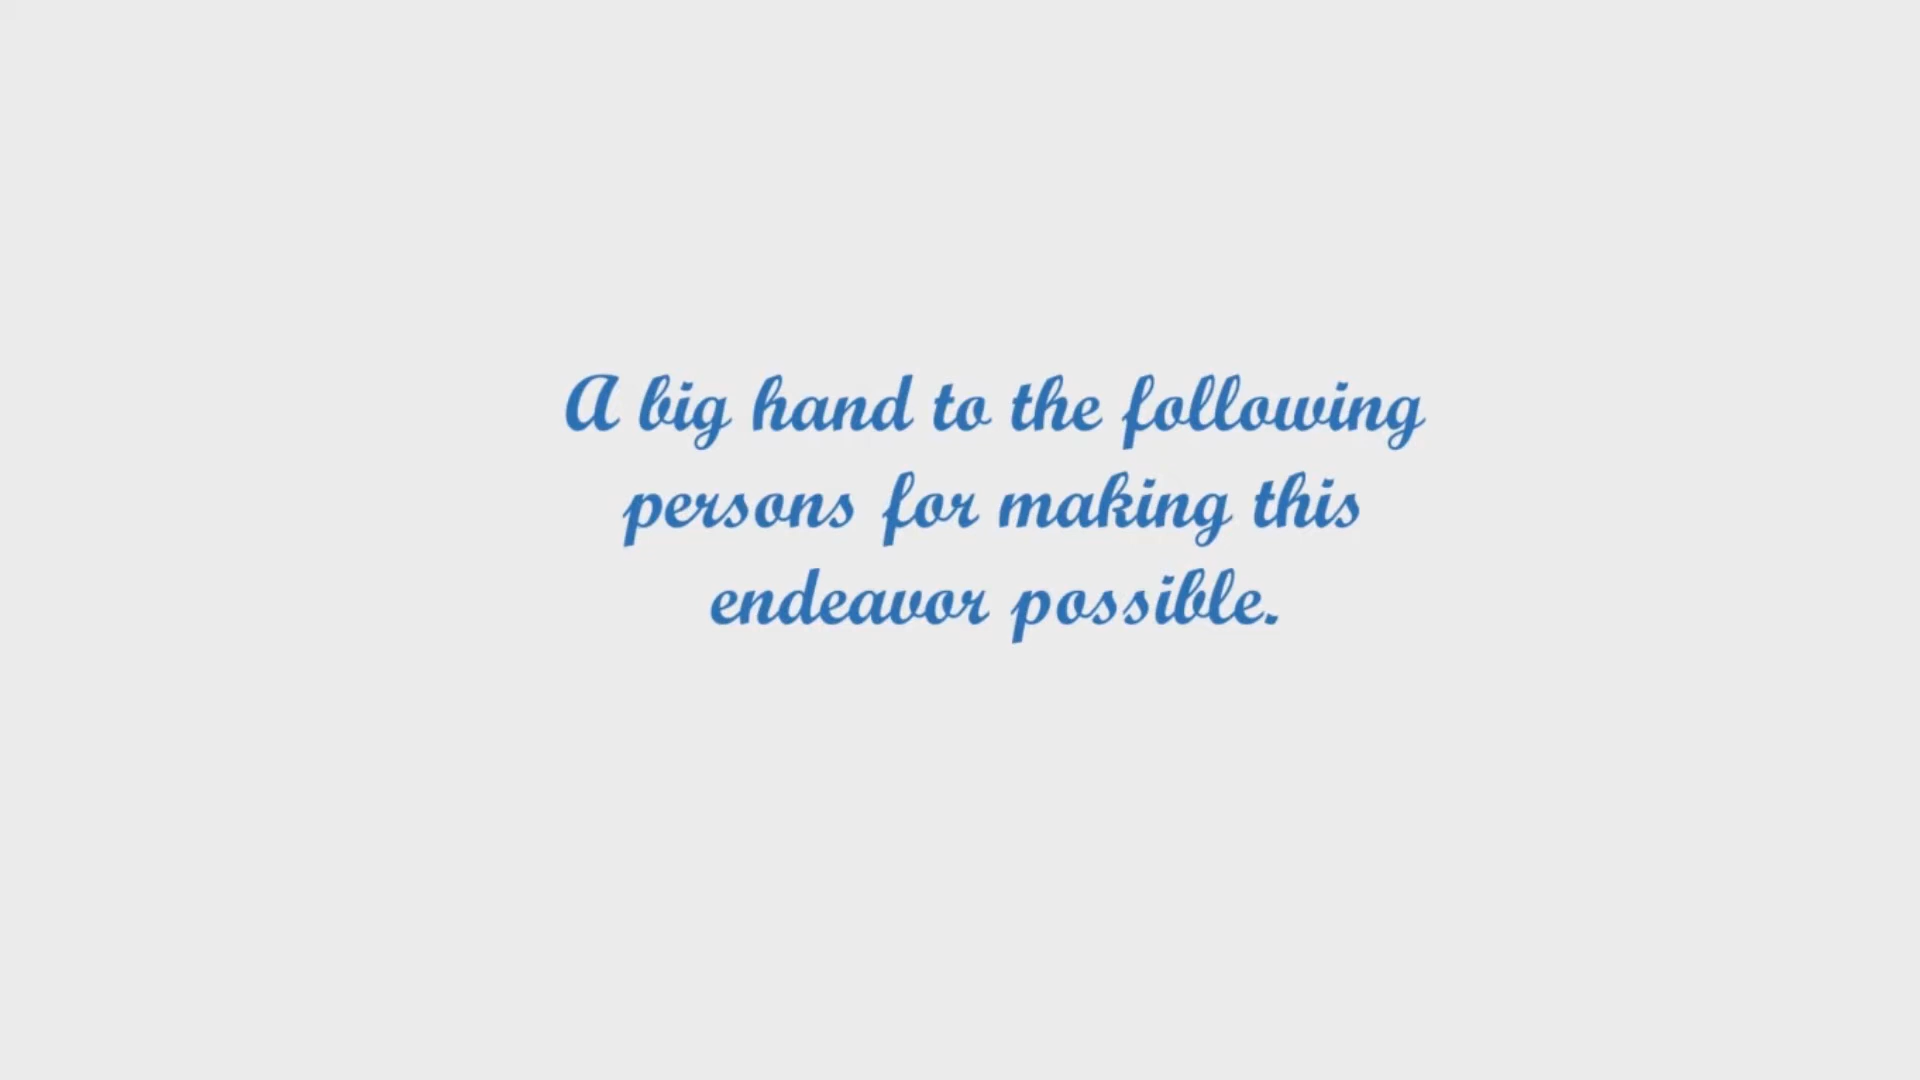 A big hand to the following
persons for making this
endeavor possible.